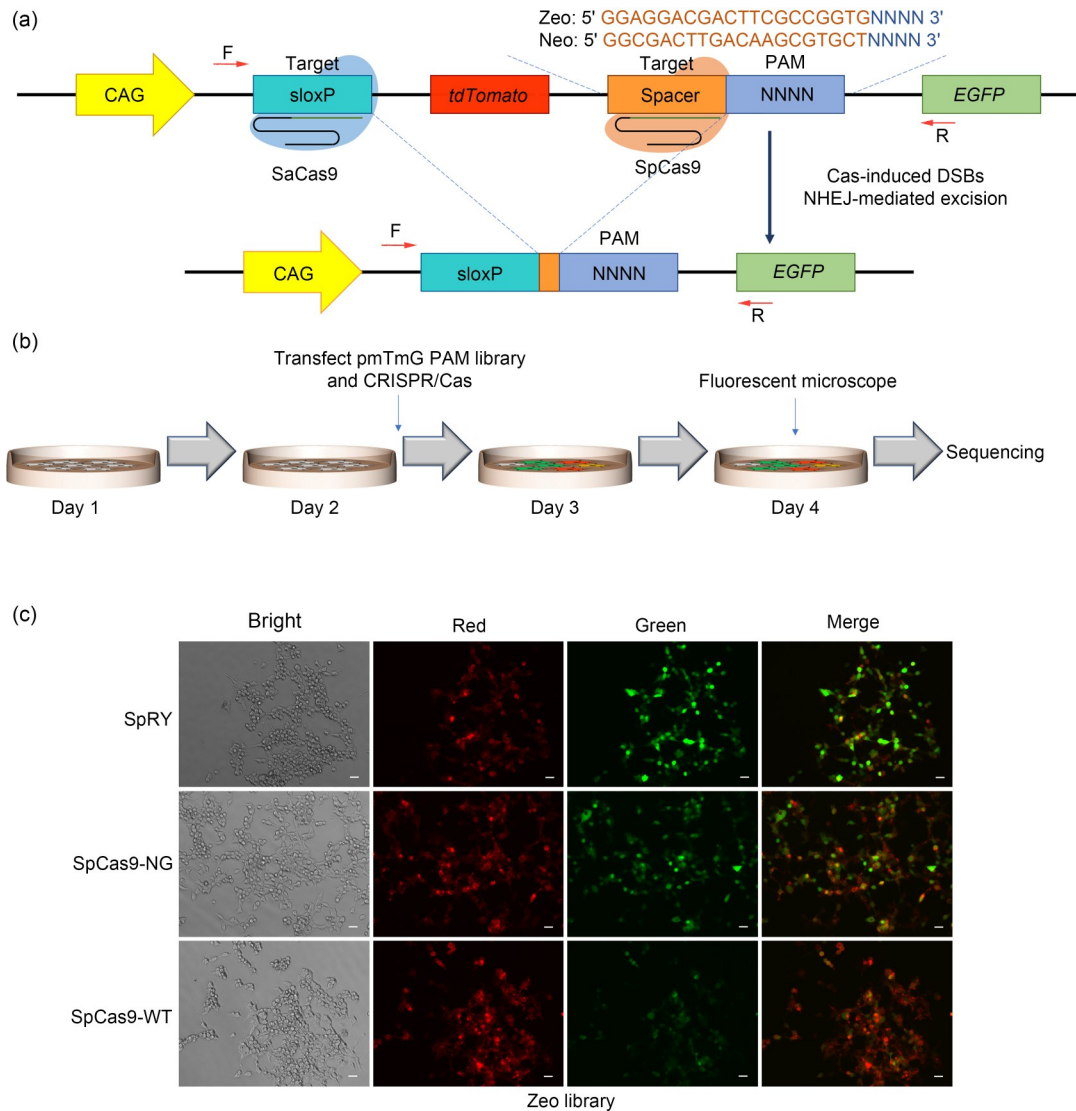 (a)
Zeo: 5' GGAGGACGACTTCGCCGGTGNNNN 3'
Neo: 5' GGCGACTTGACAAGCGTGCTNNNN 3'
F
Target
Target
PAM
CAG
sloxP
tdTomato
Spacer
NNNN
EGFP
R
SaCas9
SpCas9
Cas-induced DSBs
NHEJ-mediated excision
F
PAM
CAG
sloxP
NNNN
EGFP
R
(b)
Transfect pmTmG PAM library
and CRISPR/Cas
Fluorescent microscope
Sequencing
Day 1
Day 2
Day 3
Day 4
(c)
Bright
Red
Green
Merge
SpRY
SpCas9-NG
SpCas9-WT
Zeo library